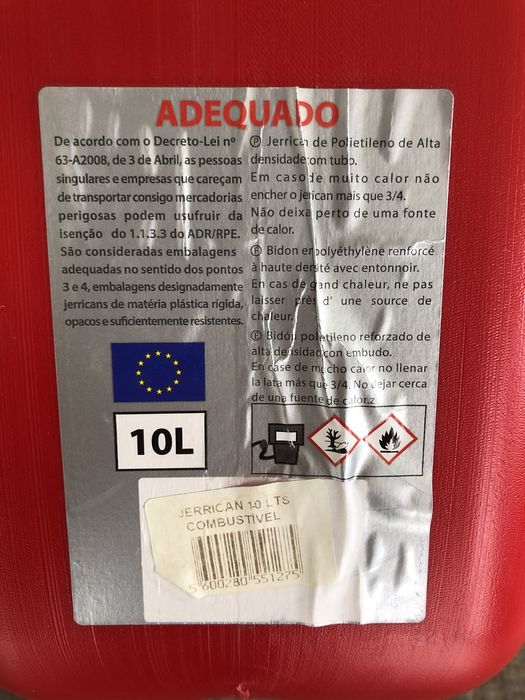 ADEQUADO
De acordo com o Decreto-Lei nº
63-A2008, de 3 de Abril, as pessoas
singulares e empresas que careçam
de transportar consigo mercadorias
perigosas podem usufruir da
isenção do 1.1.3.3 do ADR/RPE.
São consideradas embalagens
adequadas no sentido dos pontos
3 e 4, embalagens designadamente
jerricans de matéria plástica rígida,
opacos e suficientemente resistentes.
10L
Ⓟ Jerrican de Polietileno de Alta
densidade com tubo.
Em caso de muito calor não
encher o jerican mais que 3/4.
Não deixa perto de uma fonte
de calor.
Ⓕ Bidon en polyéthylène renforcé
à haute densité avec entonnoir.
En cas de grand chaleur, ne pas
laisser près d' une source de
chaleur.
Ⓔ Bidón polietileno reforzado de
alta densidad con embudo.
En case de mucho calor no llenar
la lata más que 3/4. No dejar cerca
de una fuente de calor.z
2
JERRICAN 10 LTS
COMBUSTIVEL
5 600280 551275